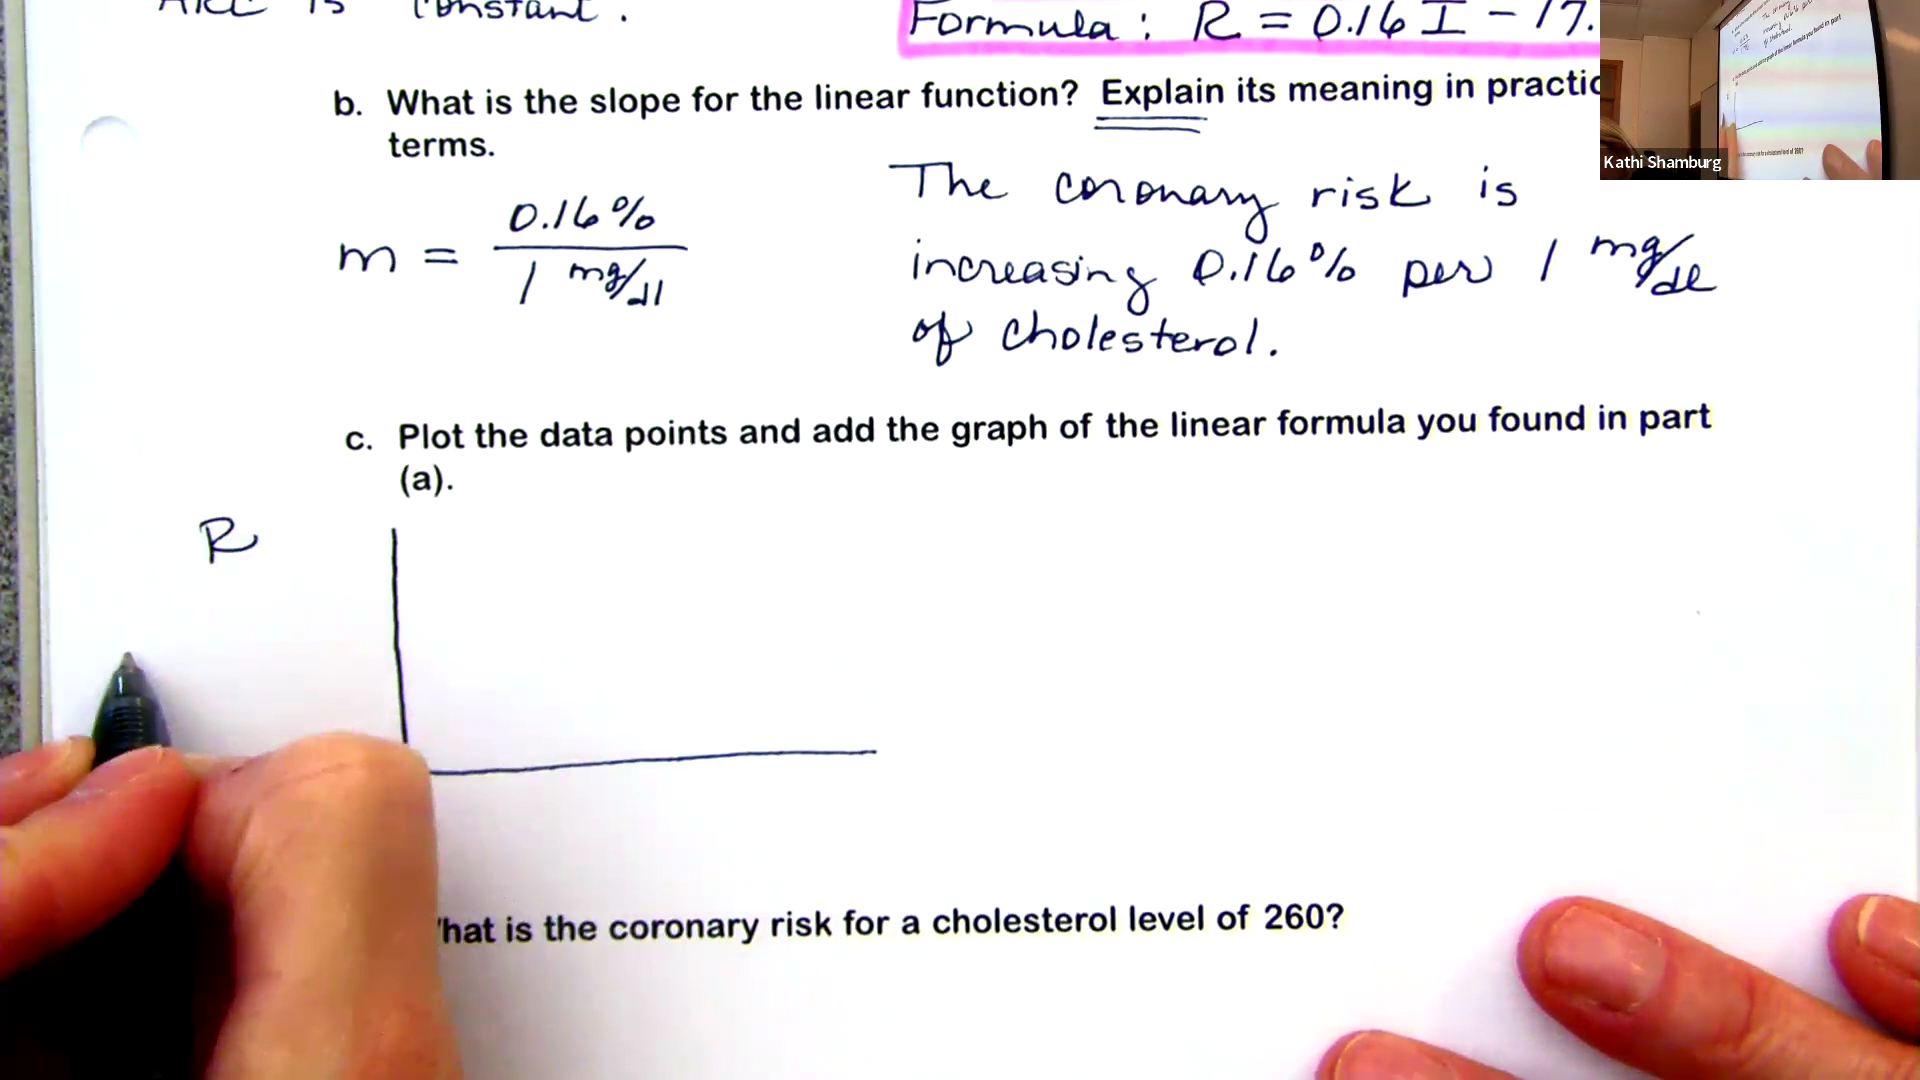 ARC is constant.
Formula: R = 0.16 I - 17.
b. What is the slope for the linear function? Explain its meaning in practic
terms.
m = 0.16% / 1 mg/dl
The coronary risk is
increasing 0.16% per 1 mg/dl
of cholesterol.
c. Plot the data points and add the graph of the linear formula you found in part
(a).
R
hat is the coronary risk for a cholesterol level of 260?
Kathi Shamburg